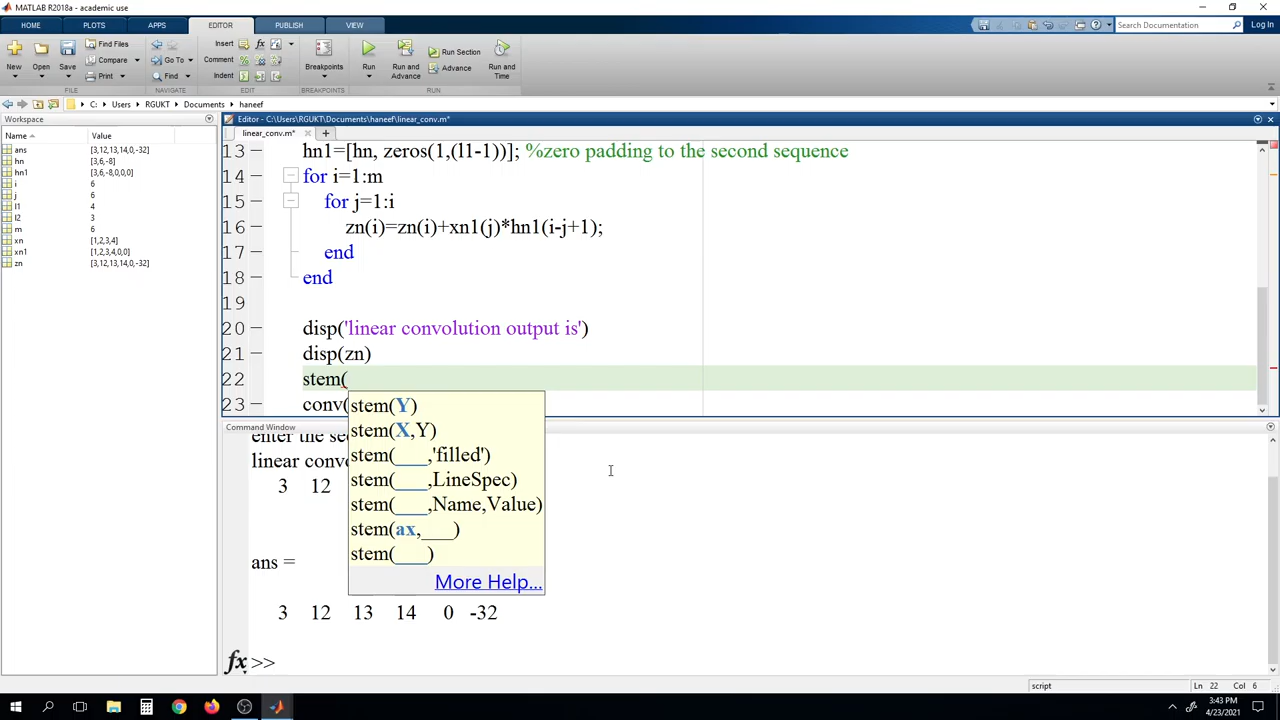 MATLAB R2018a - academic use
HOME PLOTS APPS EDITOR PUBLISH VIEW Search Documentation Log In
New Open Save Find Files Compare Print Go To Find Insert Comment Indent Breakpoints Run Run and Advance Run Section Advance Run and Time
FILE NAVIGATE EDIT BREAKPOINTS RUN
C: Users RGUKT Documents haneef
Workspace
Name Value
ans [3,12,13,14,0,-32]
hn [3,6,-8]
hn1 [3,6,-8,0,0,0]
i 6
j 6
l1 4
l2 3
m 6
xn [1,2,3,4]
xn1 [1,2,3,4,0,0]
zn [3,12,13,14,0,-32]
Editor - C:\Users\RGUKT\Documents\haneef\linear_conv.m*
linear_conv.m*
13 hn1=[hn, zeros(1,(l1-1))]; %zero padding to the second sequence
14 for i=1:m
15 for j=1:i
16 zn(i)=zn(i)+xn1(j)*hn1(i-j+1);
17 end
18 end
19
20 disp('linear convolution output is')
21 disp(zn)
22 stem(
23 conv(
stem(Y)
stem(X,Y)
stem(___,'filled')
stem(___,LineSpec)
stem(___,Name,Value)
stem(ax,___)
stem(___)
More Help...
Command Window
enter the se
linear conv
3 12
ans =
3 12 13 14 0 -32
fx >>
script Ln 22 Col 6
3:43 PM
4/23/2021